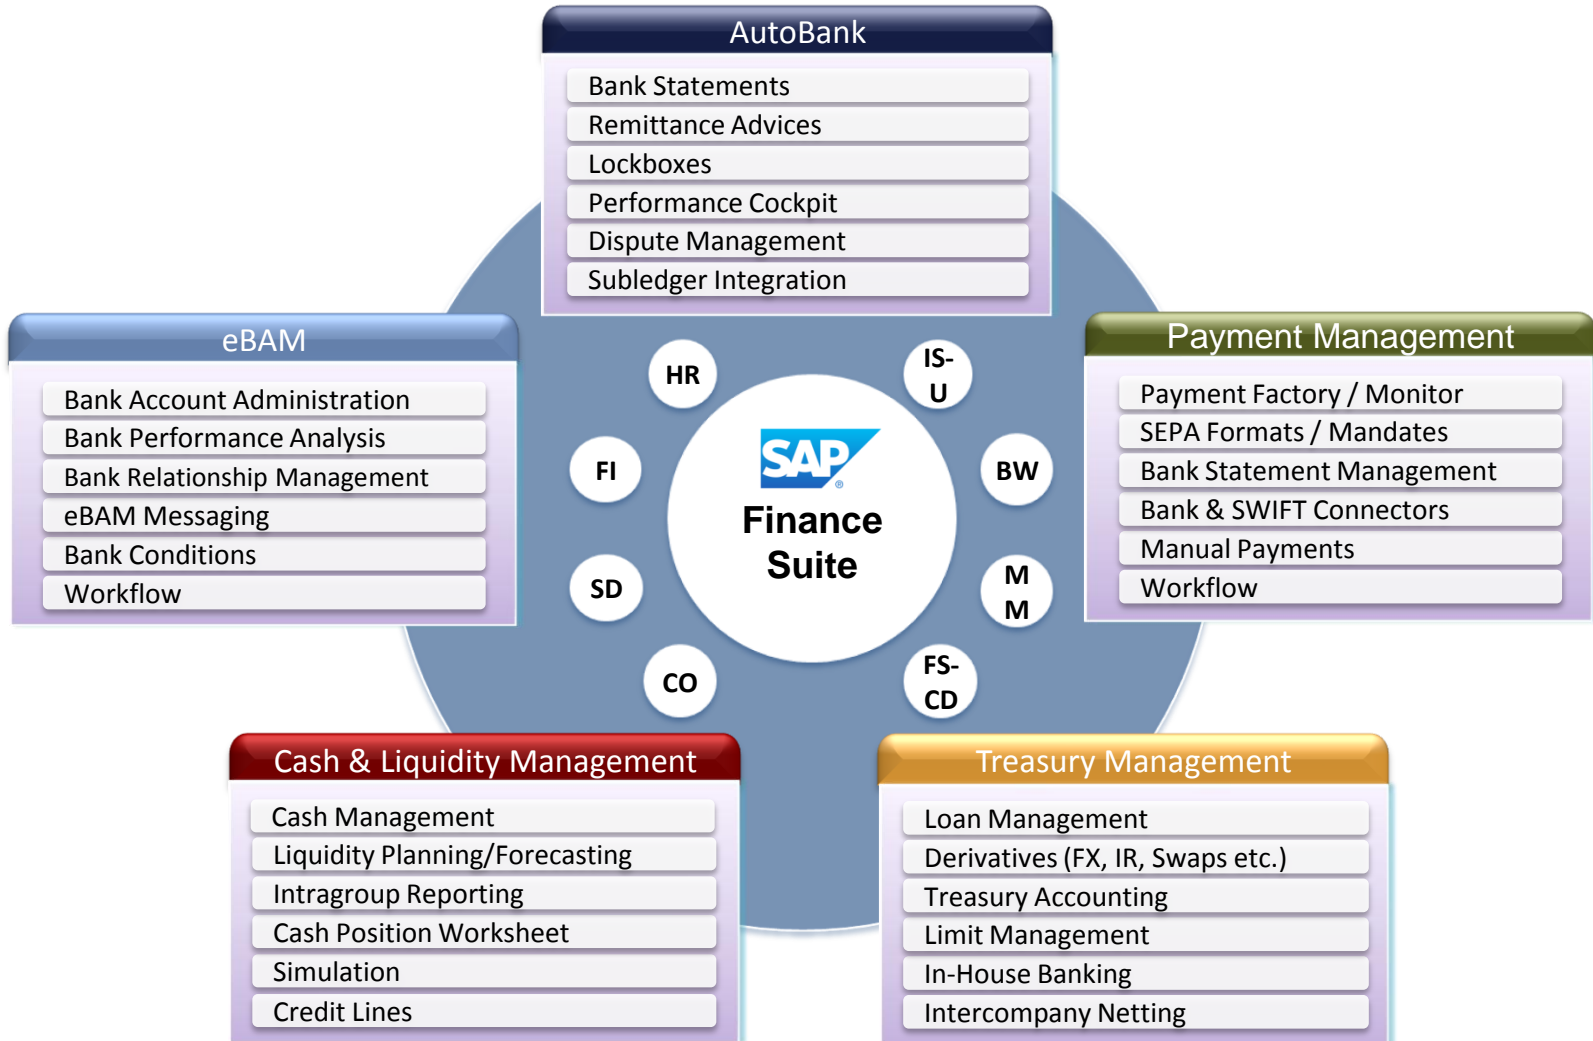 AutoBank
Bank Statements
Remittance Advices
Lockboxes
Performance Cockpit
Dispute Management
Subledger Integration
eBAM
Bank Account Administration
Bank Performance Analysis
Bank Relationship Management
eBAM Messaging
Bank Conditions
Workflow
HR
FI
SD
CO
SAP®
Finance
Suite
IS-
U
BW
M
M
FS-
CD
Payment Management
Payment Factory / Monitor
SEPA Formats / Mandates
Bank Statement Management
Bank & SWIFT Connectors
Manual Payments
Workflow
Cash & Liquidity Management
Cash Management
Liquidity Planning/Forecasting
Intragroup Reporting
Cash Position Worksheet
Simulation
Credit Lines
Treasury Management
Loan Management
Derivatives (FX, IR, Swaps etc.)
Treasury Accounting
Limit Management
In-House Banking
Intercompany Netting